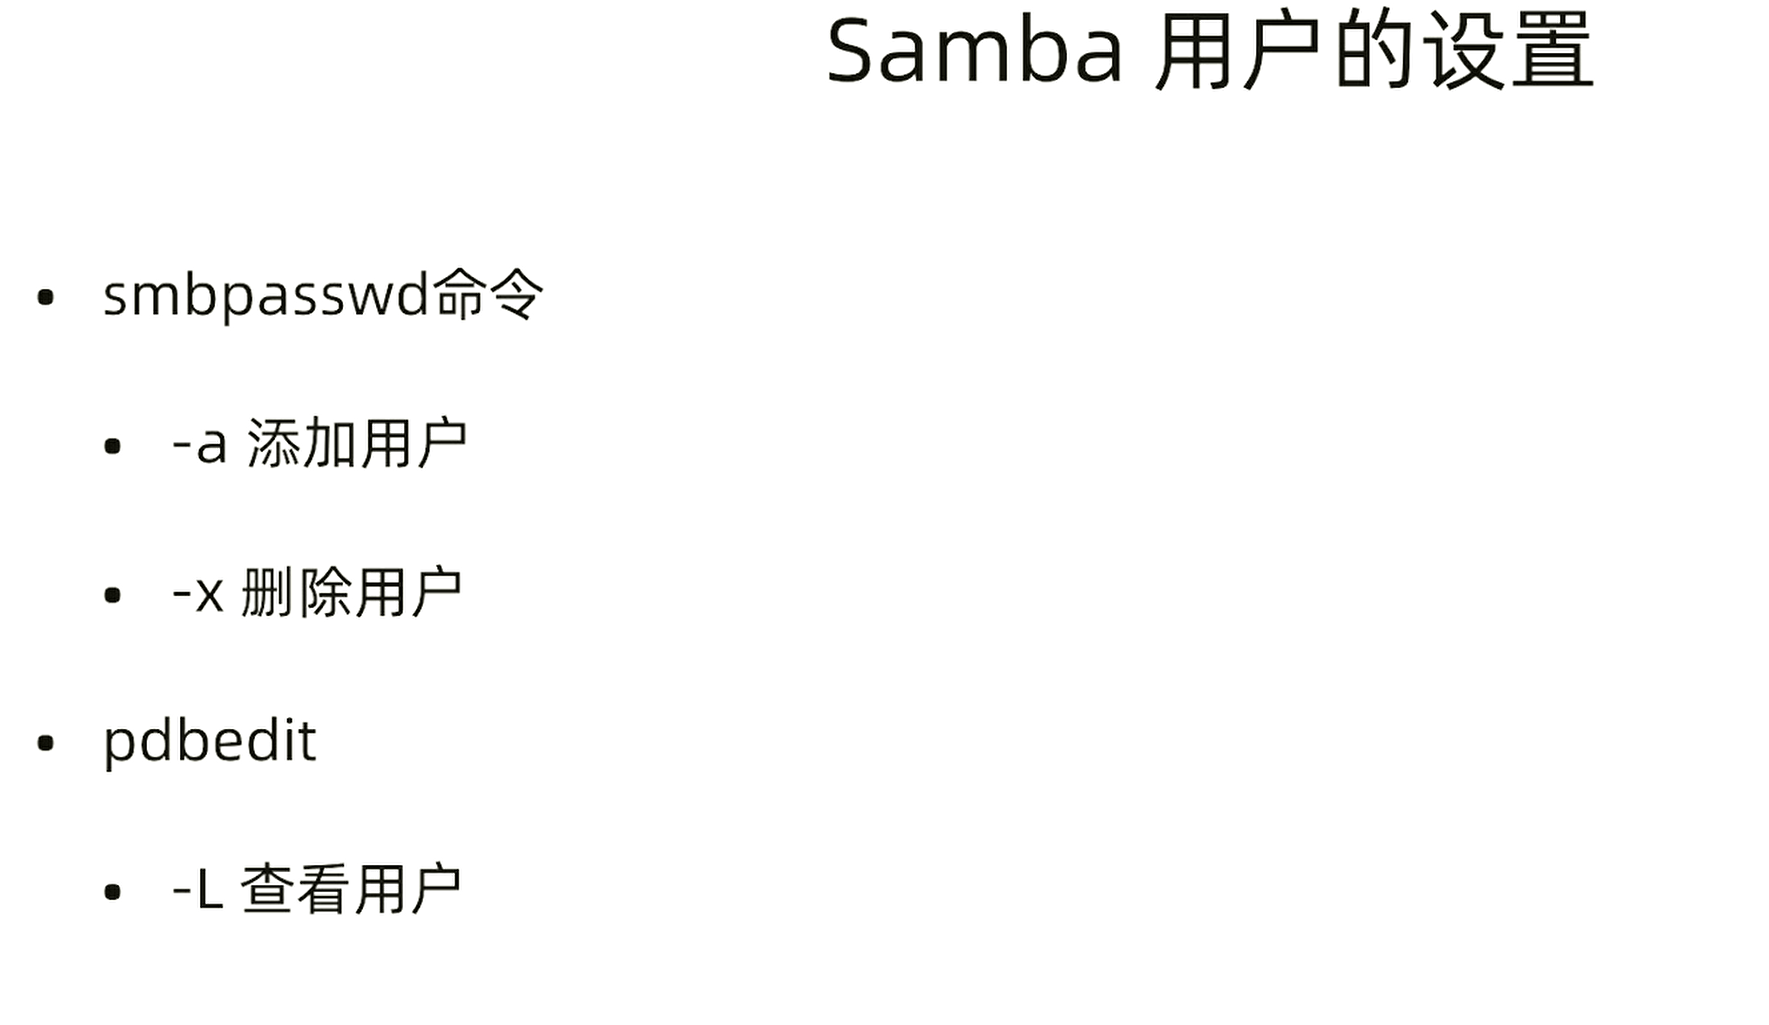 Samba 用户的设置
• smbpasswd命令
• -a 添加用户
• -x 删除用户
• pdbedit
• -L 查看用户